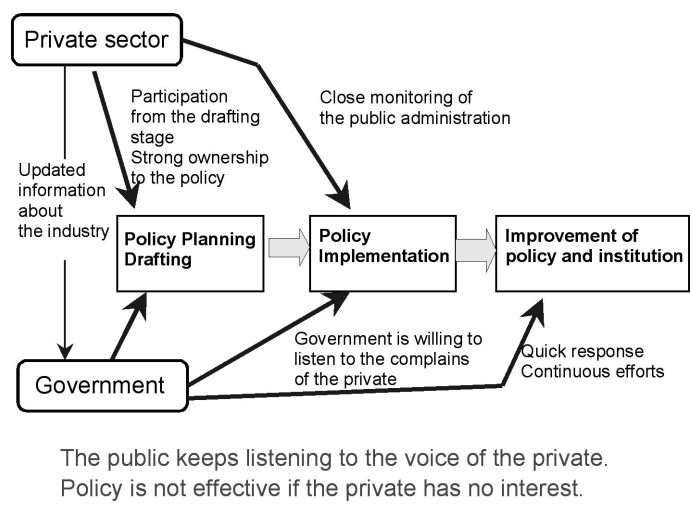 Private sector
Participation
from the drafting
stage
Strong ownership
to the policy
Close monitoring of
the public administration
Updated
information
about
the industry
Policy Planning
Drafting
Policy
Implementation
Improvement of
policy and institution
Government is willing to
listen to the complains
of the private
Quick response
Continuous efforts
Government
The public keeps listening to the voice of the private.
Policy is not effective if the private has no interest.